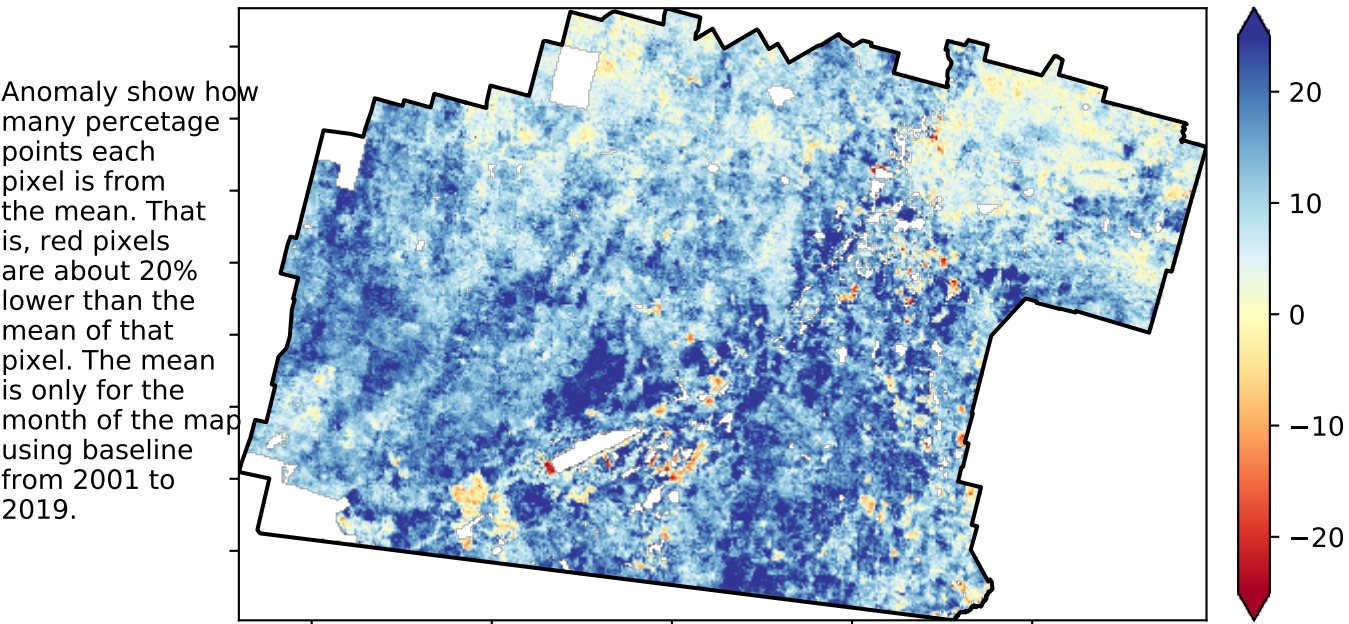 Anomaly show how
many percetage
points each
pixel is from
the mean. That
is, red pixels
are about 20%
lower than the
mean of that
pixel. The mean
is only for the
month of the map
using baseline
from 2001 to
2019.
20
10
0
−10
−20